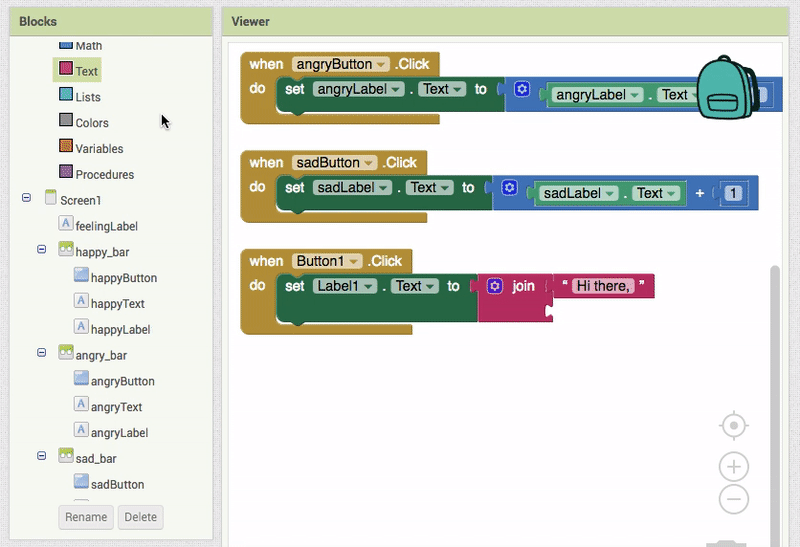 Blocks
Math
Text
Lists
Colors
Variables
Procedures
Screen1
feelingLabel
happy_bar
happyButton
happyText
happyLabel
angry_bar
angryButton
angryText
angryLabel
sad_bar
sadButton
Rename Delete
Viewer
when angryButton .Click
do set angryLabel . Text to angryLabel . Text
when sadButton .Click
do set sadLabel . Text to sadLabel . Text + 1
when Button1 .Click
do set Label1 . Text to join “ Hi there, ”